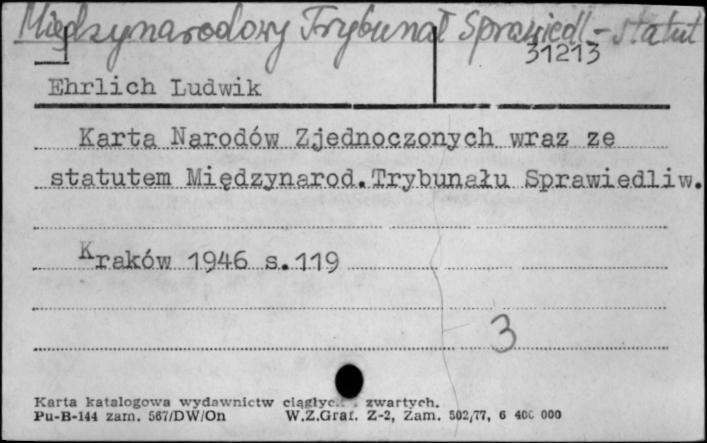 Międzynarodowy Trybunał Sprawiedl - statut
31213
Ehrlich Ludwik
Karta Narodów Zjednoczonych wraz ze
statutem Międzynarod.Trybunału Sprawiedliw.
Kraków 1946 s.119
3
Karta katalogowa wydawnictw ciągłyc. . zwartych.
Pu-B-144 zam. 567/DW/On W.Z.Graf. Z-2, Zam. 502/77, 6 400 000